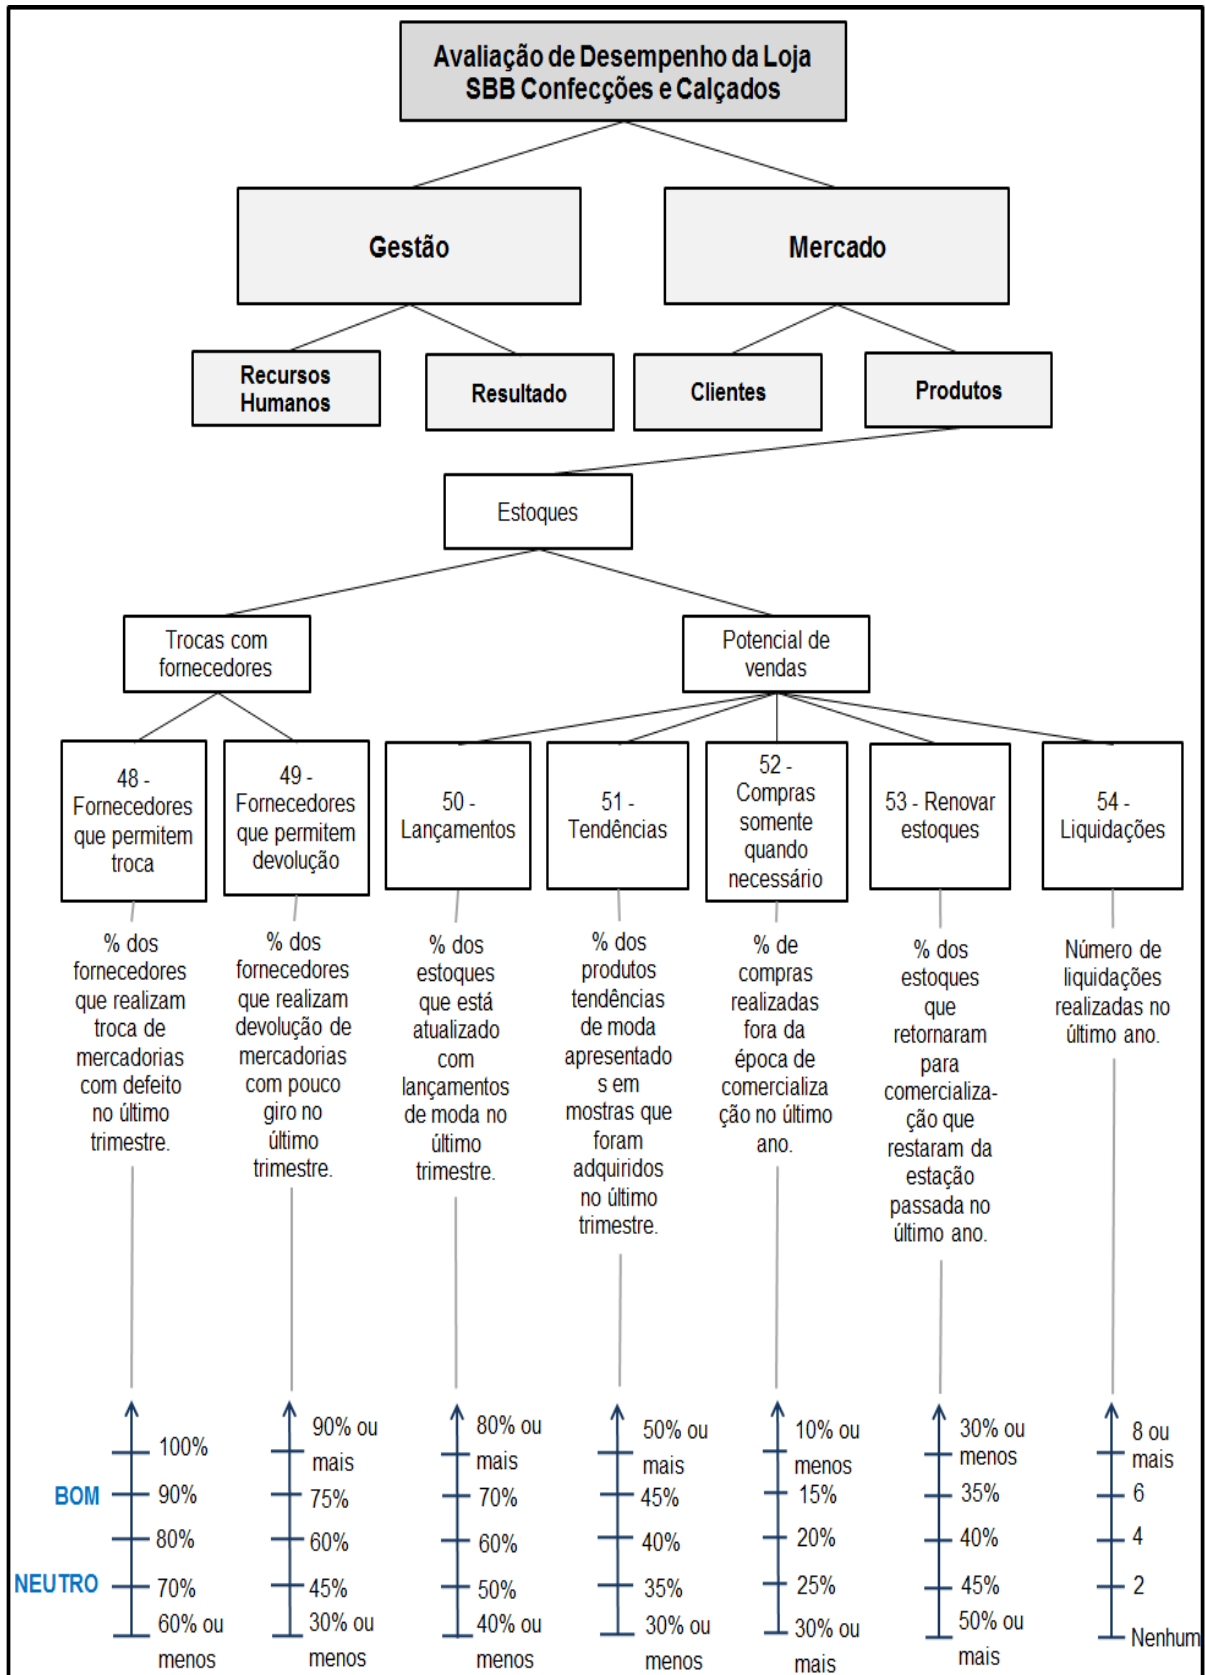 Avaliação de Desempenho da Loja
SBB Confecções e Calçados
Gestão
Mercado
Recursos
Humanos
Resultado
Clientes
Produtos
Estoques
Trocas com
fornecedores
Potencial de
vendas
48 -
Fornecedores
que permitem
troca
49 -
Fornecedores
que permitem
devolução
50 -
Lançamentos
51 -
Tendências
52 -
Compras
somente
quando
necessário
53 - Renovar
estoques
54 -
Liquidações
% dos
fornecedores
que realizam
troca de
mercadorias
com defeito
no último
trimestre.
% dos
fornecedores
que realizam
devolução de
mercadorias
com pouco
giro no
último
trimestre.
% dos
estoques
que está
atualizado
com
lançamentos
de moda no
último
trimestre.
% dos
produtos
tendências
de moda
apresentado
s em
mostras que
foram
adquiridos
no último
trimestre.
% de
compras
realizadas
fora da
época de
comercializa
ção no último
ano.
% dos
estoques
que
retornaram
para
comercializa-
ção que
restaram da
estação
passada no
último ano.
Número de
liquidações
realizadas no
último ano.
BOM
NEUTRO
100%
90%
80%
70%
60% ou
menos
90% ou
mais
75%
60%
45%
30% ou
menos
80% ou
mais
70%
60%
50%
40% ou
menos
50% ou
mais
45%
40%
35%
30% ou
menos
10% ou
menos
15%
20%
25%
30% ou
mais
30% ou
menos
35%
40%
45%
50% ou
mais
8 ou
mais
6
4
2
Nenhum